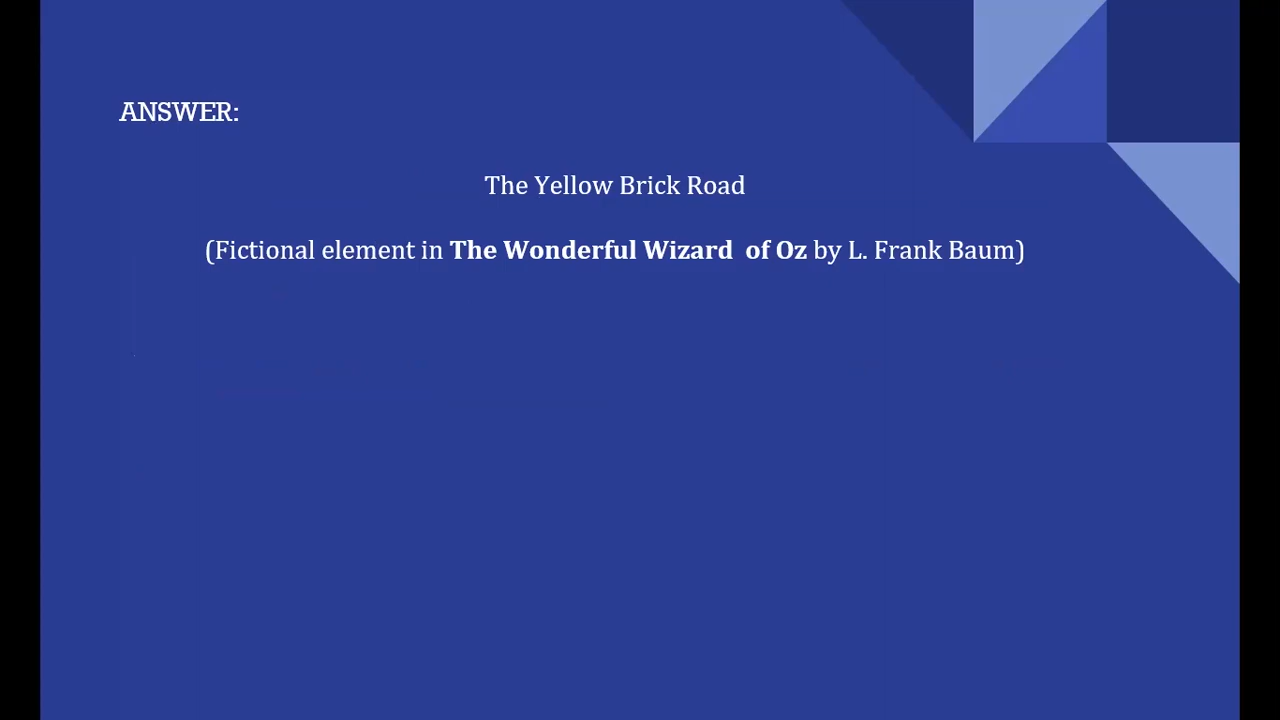 ANSWER:
The Yellow Brick Road
(Fictional element in The Wonderful Wizard of Oz by L. Frank Baum)